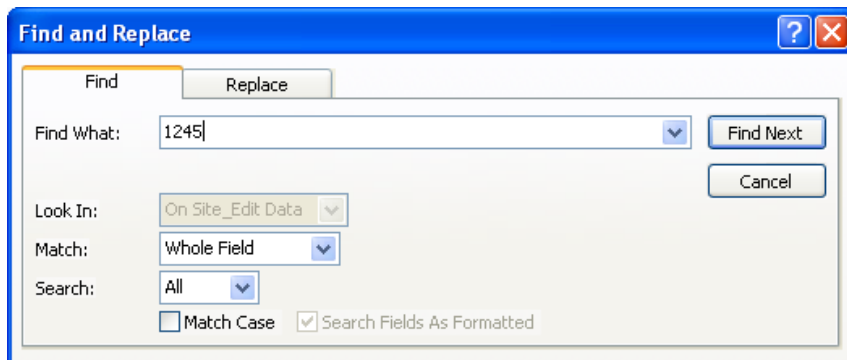 Find and Replace
Find
Replace
Find What:
1245
Find Next
Cancel
Look In:
On Site_Edit Data
Match:
Whole Field
Search:
All
Match Case
Search Fields As Formatted